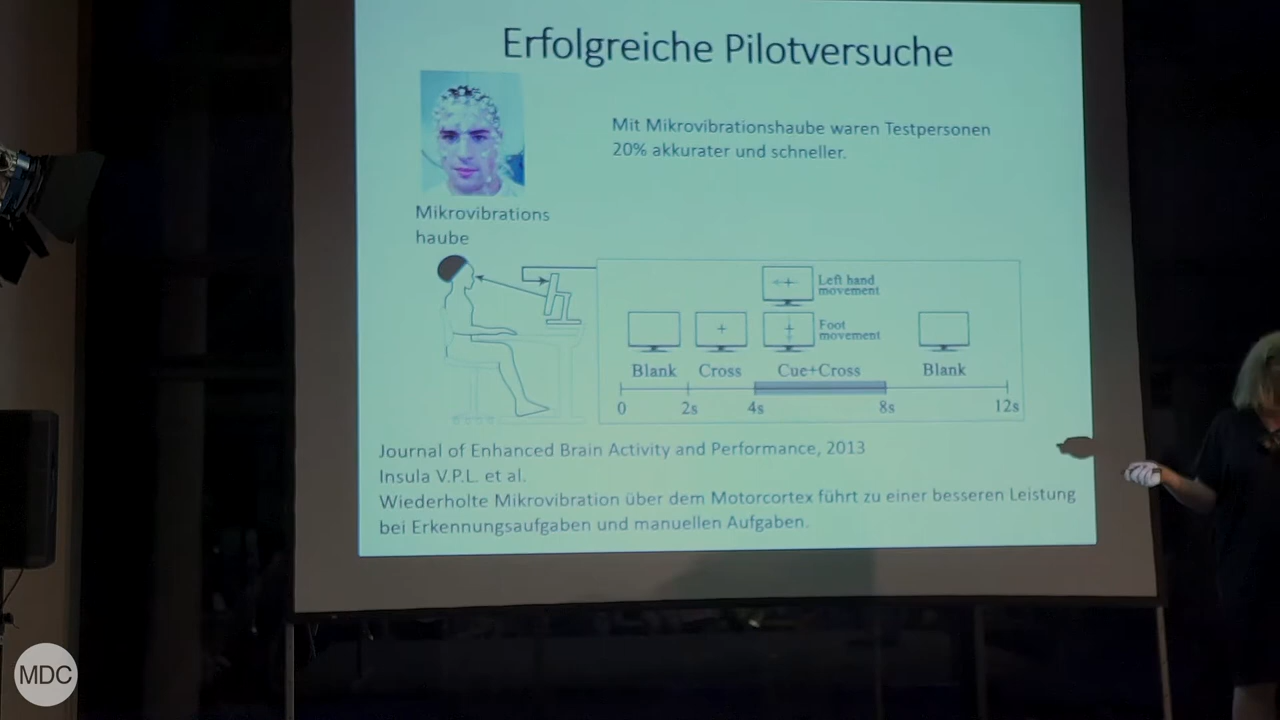 Erfolgreiche Pilotversuche
Mit Mikrovibrationshaube waren Testpersonen
20% akkurater und schneller.
Mikrovibrations
haube
Left hand
movement
Foot
movement
Blank
Cross
Cue+Cross
Blank
0
2s
4s
8s
12s
Journal of Enhanced Brain Activity and Performance, 2013
Insula V.P.L. et al.
Wiederholte Mikrovibration über dem Motorcortex führt zu einer besseren Leistung
bei Erkennungsaufgaben und manuellen Aufgaben.
MDC